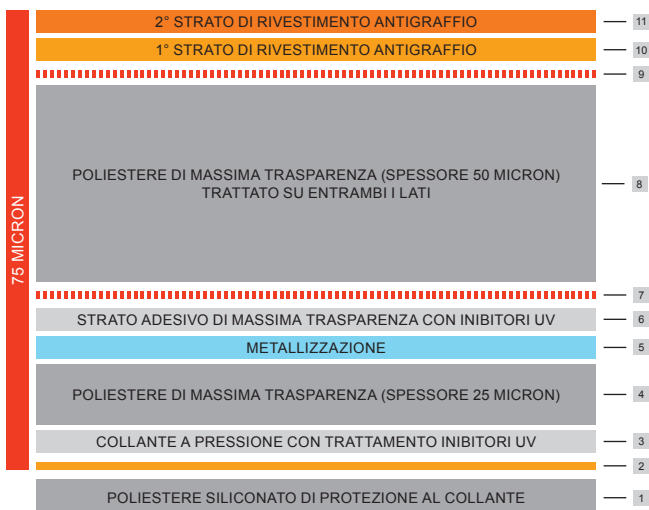 2° STRATO DI RIVESTIMENTO ANTIGRAFFIO
11
1° STRATO DI RIVESTIMENTO ANTIGRAFFIO
10
9
POLIESTERE DI MASSIMA TRASPARENZA (SPESSORE 50 MICRON)
TRATTATO SU ENTRAMBI I LATI
8
75 MICRON
7
STRATO ADESIVO DI MASSIMA TRASPARENZA CON INIBITORI UV
6
METALLIZZAZIONE
5
POLIESTERE DI MASSIMA TRASPARENZA (SPESSORE 25 MICRON)
4
COLLANTE A PRESSIONE CON TRATTAMENTO INIBITORI UV
3
2
POLIESTERE SILICONATO DI PROTEZIONE AL COLLANTE
1